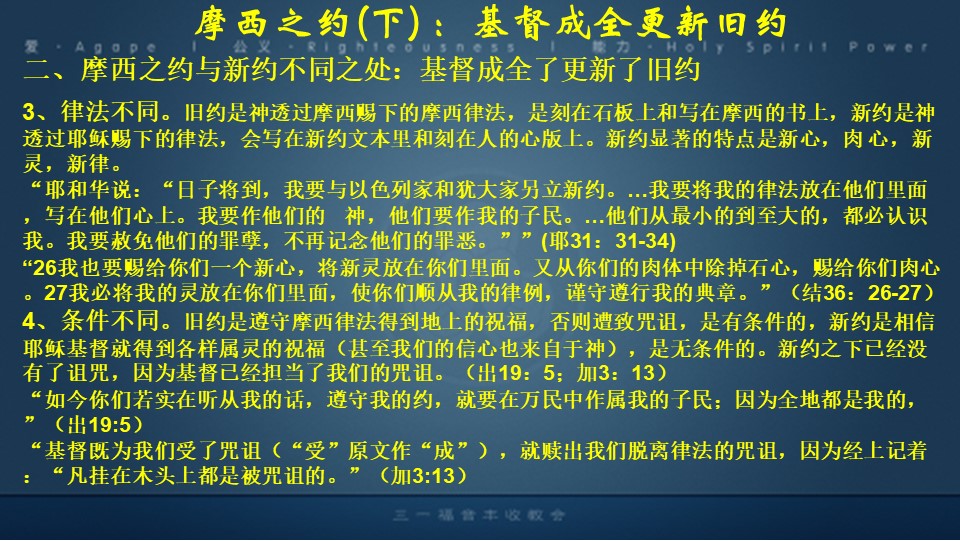 摩西之约(下)：基督成全更新旧约
爱 · Agape | 公义 · Righteousness | 能力 · Holy Spirit Power
二、摩西之约与新约不同之处：基督成全了更新了旧约
3、律法不同。旧约是神透过摩西赐下的摩西律法，是刻在石板上和写在摩西的书上，新约是神
透过耶稣赐下的律法，会写在新约文本里和刻在人的心版上。新约显著的特点是新心，肉 心，新
灵，新律。
“耶和华说：“日子将到，我要与以色列家和犹大家另立新约。…我要将我的律法放在他们里面
，写在他们心上。我要作他们的 神，他们要作我的子民。…他们从最小的到至大的，都必认识
我。我要赦免他们的罪孽，不再记念他们的罪恶。””(耶31：31-34)
“26我也要赐给你们一个新心，将新灵放在你们里面。又从你们的肉体中除掉石心，赐给你们肉心
。27我必将我的灵放在你们里面，使你们顺从我的律例，谨守遵行我的典章。”（结36：26-27）
4、条件不同。旧约是遵守摩西律法得到地上的祝福，否则遭致咒诅，是有条件的，新约是相信
耶稣基督就得到各样属灵的祝福（甚至我们的信心也来自于神），是无条件的。新约之下已经没
有了诅咒，因为基督已经担当了我们的咒诅。（出19：5；加3：13）
“如今你们若实在听从我的话，遵守我的约，就要在万民中作属我的子民；因为全地都是我的，
”（出19:5）
“基督既为我们受了咒诅（“受”原文作“成”），就赎出我们脱离律法的咒诅，因为经上记着
：“凡挂在木头上都是被咒诅的。”（加3:13）
三一福音丰收教会